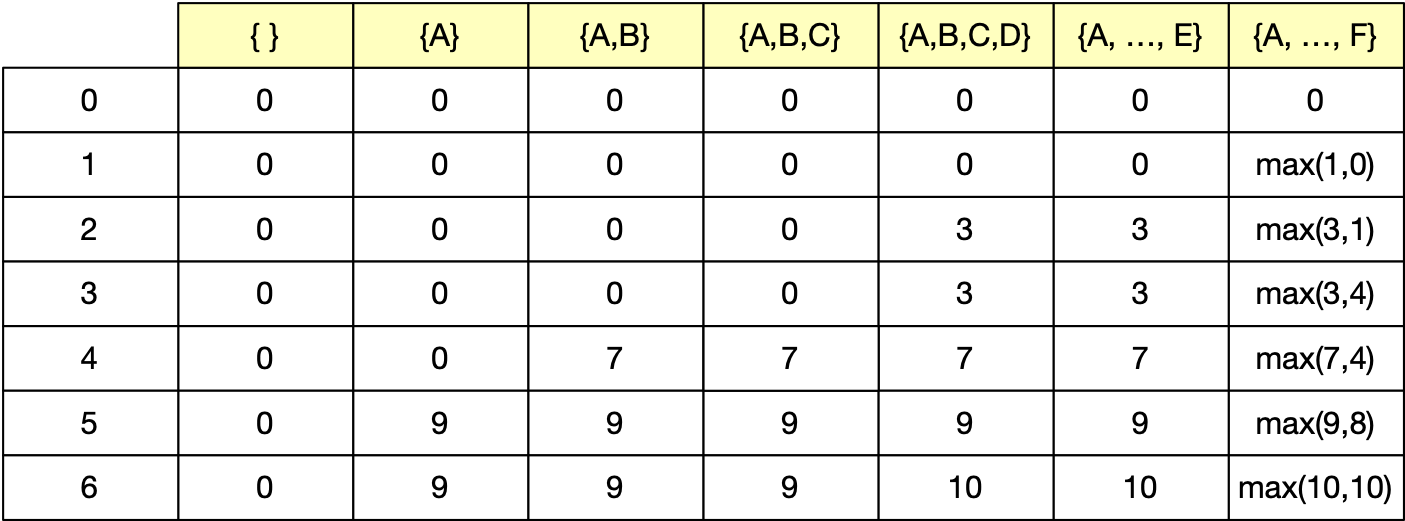 { } {A} {A,B} {A,B,C} {A,B,C,D} {A, …, E} {A, …, F}
0 0 0 0 0 0 0 0
1 0 0 0 0 0 0 max(1,0)
2 0 0 0 0 3 3 max(3,1)
3 0 0 0 0 3 3 max(3,4)
4 0 0 7 7 7 7 max(7,4)
5 0 9 9 9 9 9 max(9,8)
6 0 9 9 9 10 10 max(10,10)